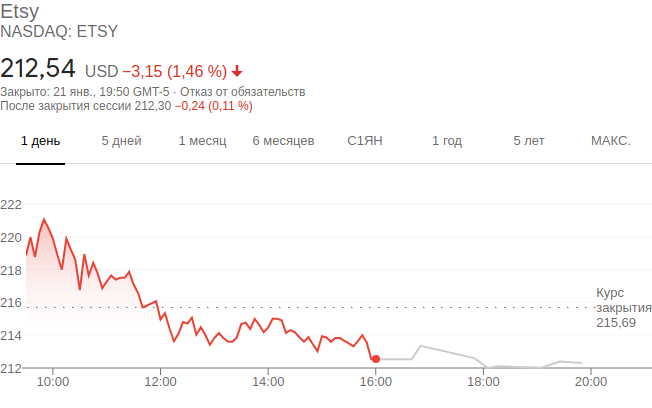 Etsy
NASDAQ: ETSY
212,54 USD −3,15 (1,46 %)
Закрыто: 21 янв., 19:50 GMT-5 · Отказ от обязательств
После закрытия сессии 212,30 −0,24 (0,11 %)
1 день 5 дней 1 месяц 6 месяцев С1ЯН 1 год 5 лет МАКС.
222
220
218
216
214
212
Курс
закрытия
215,69
10:00 12:00 14:00 16:00 18:00 20:00